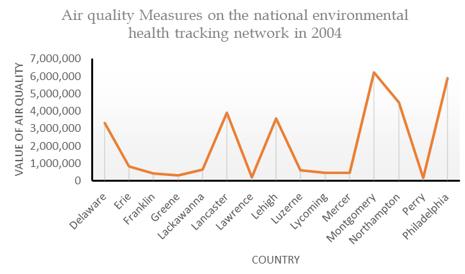 Air quality Measures on the national environmental
health tracking network in 2004
VALUE OF AIR QUALITY
7,000,000
6,000,000
5,000,000
4,000,000
3,000,000
2,000,000
1,000,000
0
Delaware
Erie
Franklin
Greene
Lackawanna
Lancaster
Lawrence
Lehigh
Luzerne
Lycoming
Mercer
Montgomery
Northampton
Perry
Philadelphia
COUNTRY